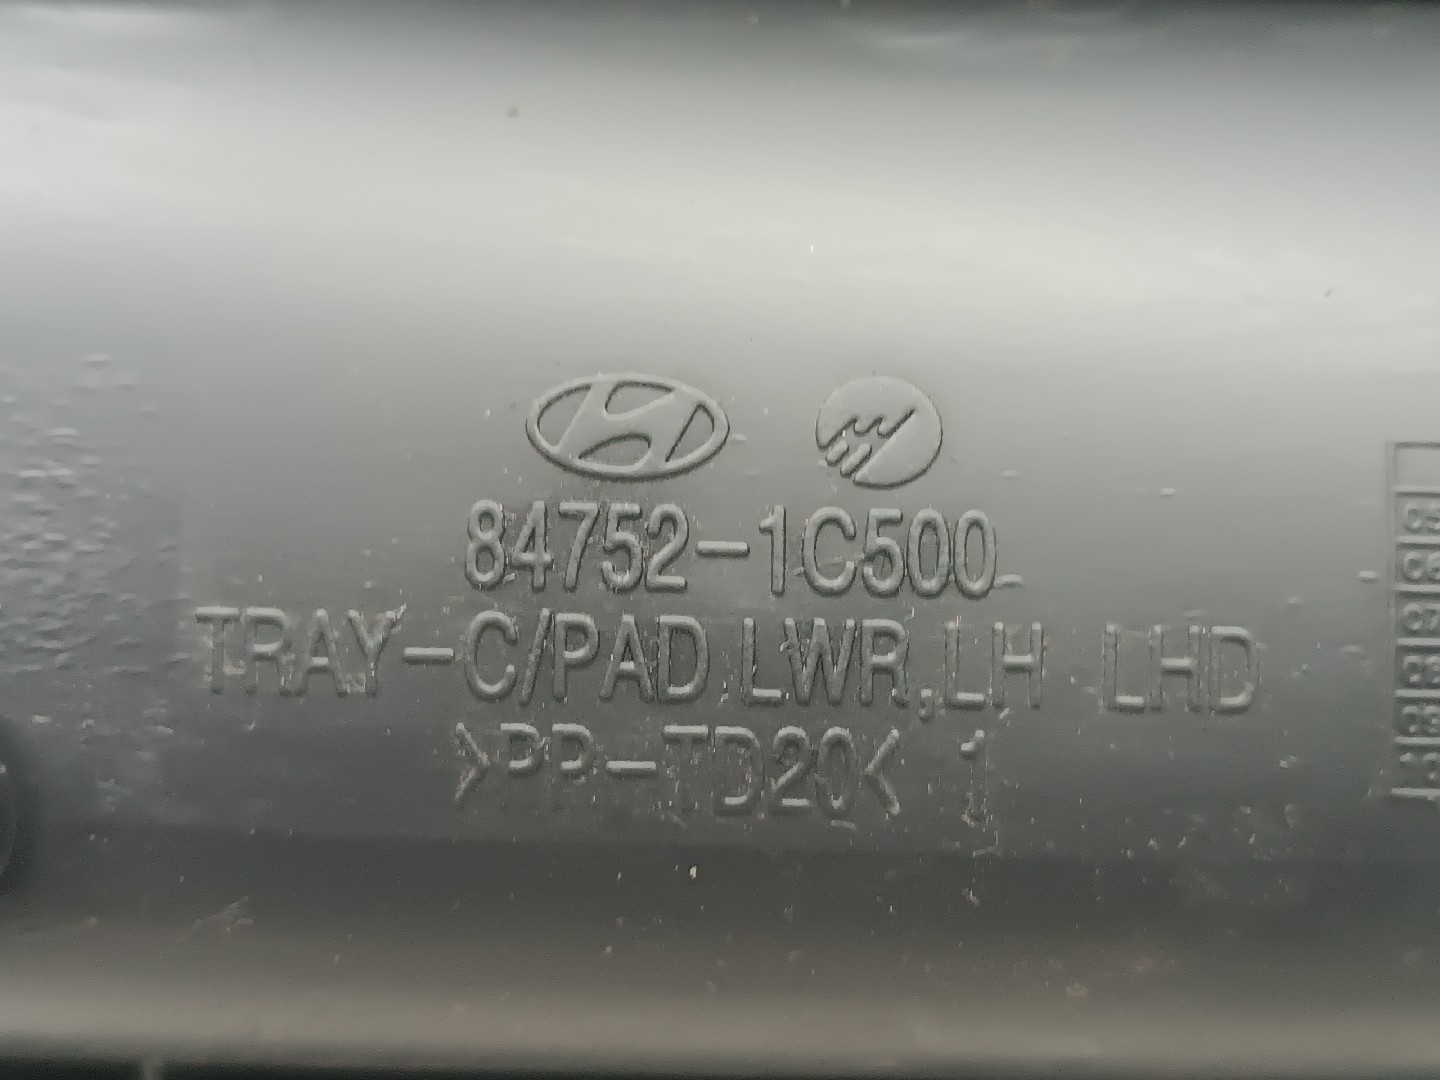 84752-1C500
TRAY-C/PAD LWR,LH LHD
>PP-TD20< 1